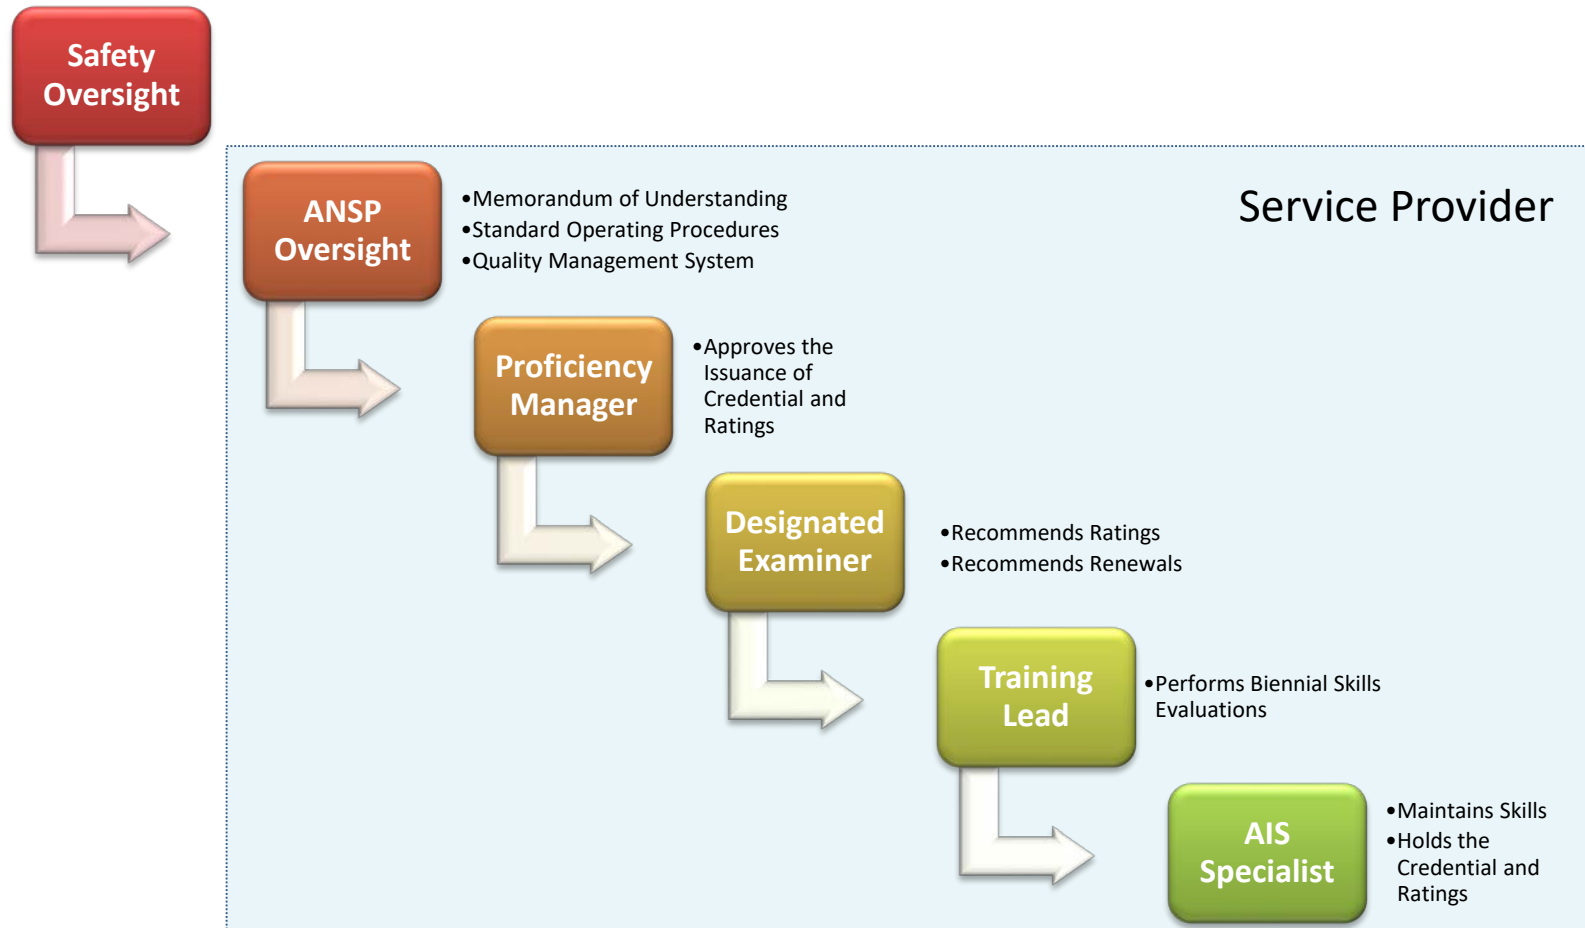 Safety
Oversight
Service Provider
ANSP
Oversight
•Memorandum of Understanding
•Standard Operating Procedures
•Quality Management System
Proficiency
Manager
•Approves the
Issuance of
Credential and
Ratings
Designated
Examiner
•Recommends Ratings
•Recommends Renewals
Training
Lead
•Performs Biennial Skills
Evaluations
AIS
Specialist
•Maintains Skills
•Holds the
Credential and
Ratings